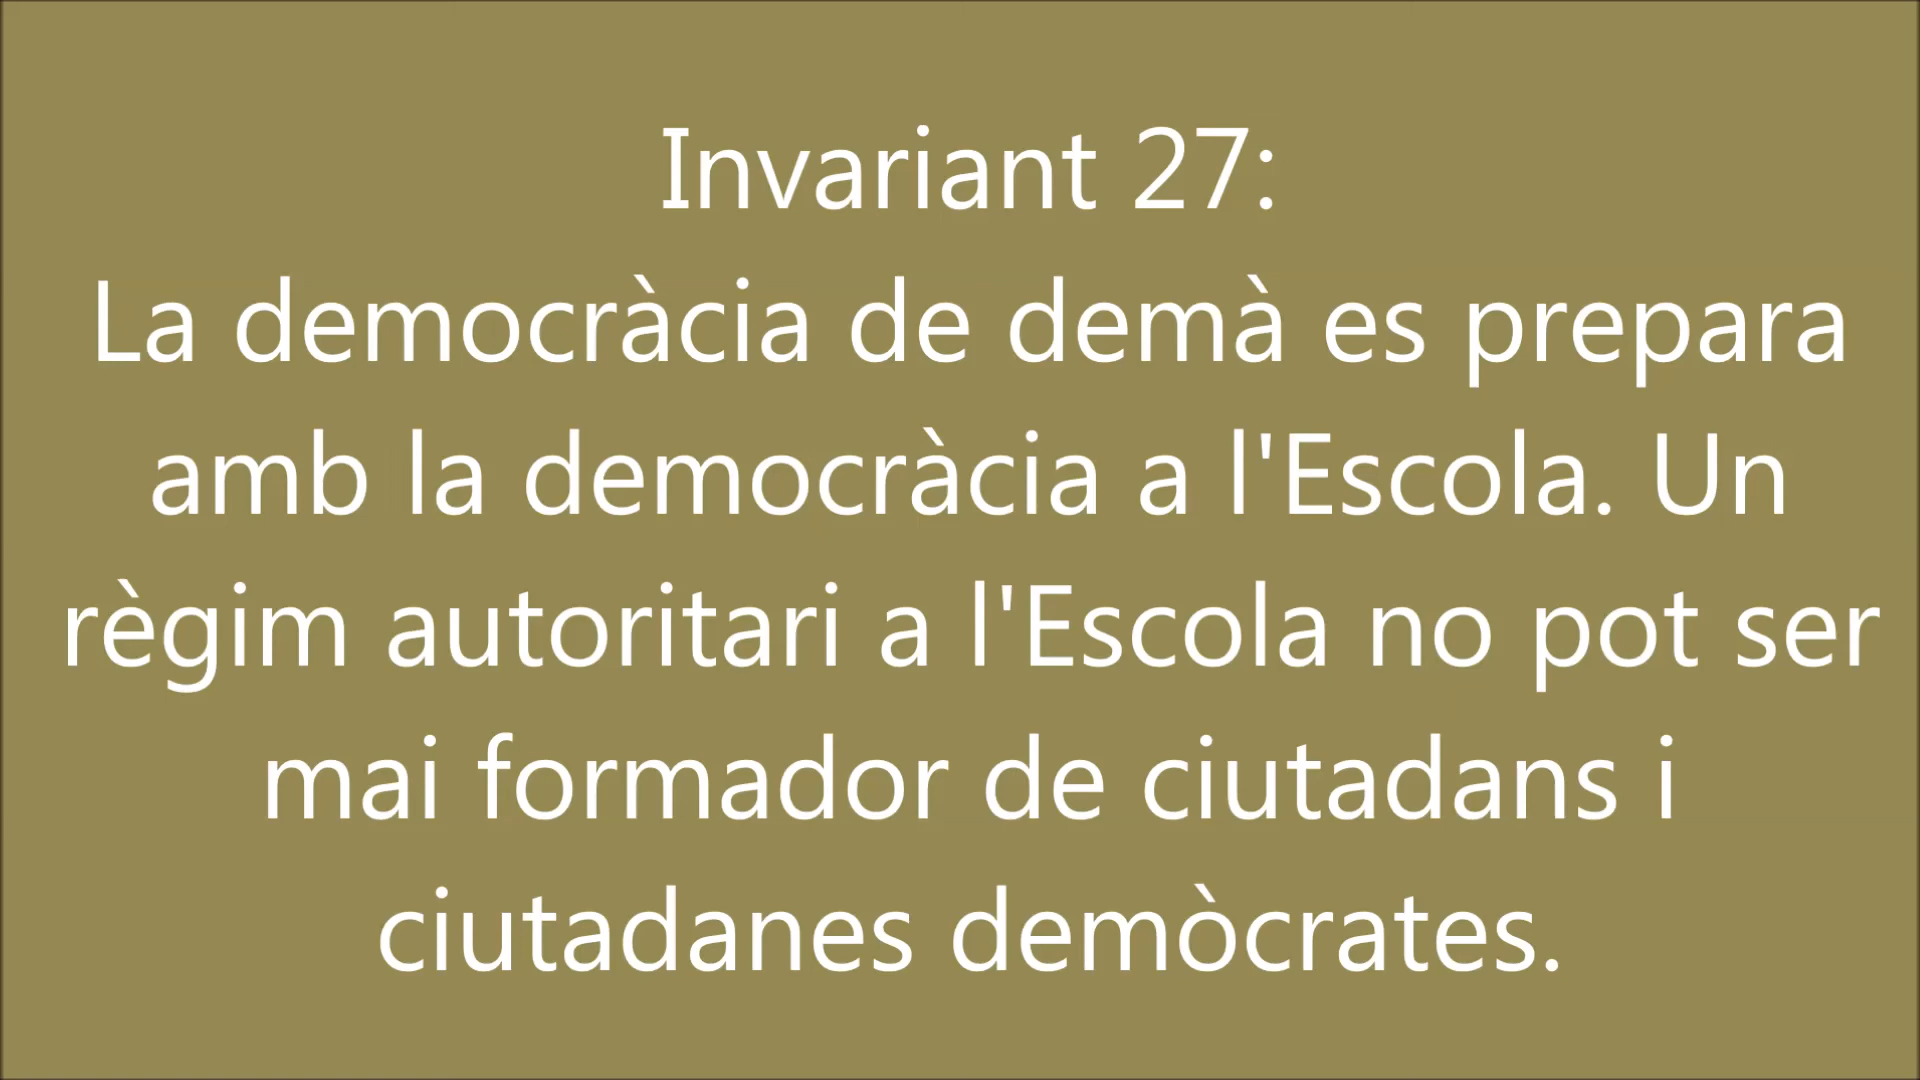 Invariant 27:
La democràcia de demà es prepara
amb la democràcia a l'Escola. Un
règim autoritari a l'Escola no pot ser
mai formador de ciutadans i
ciutadanes demòcrates.